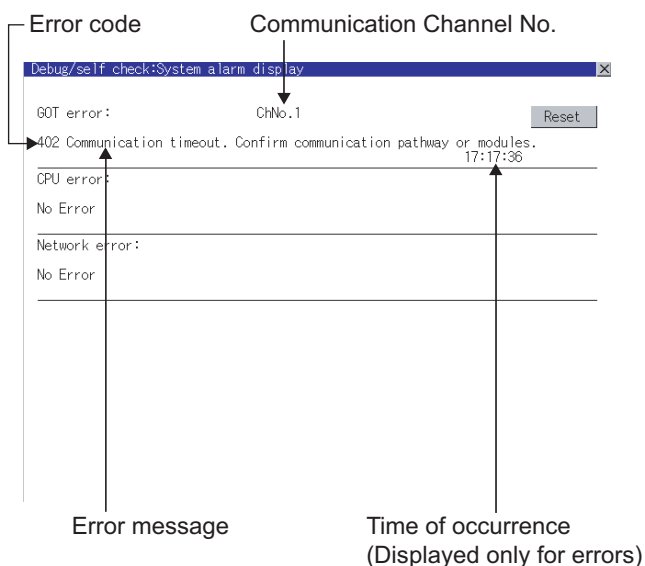 Error code
Communication Channel No.
Debug/self check:System alarm display
GOT error:
ChNo.1
Reset
402 Communication timeout. Confirm communication pathway or modules.
17:17:36
CPU error:
No Error
Network error:
No Error
Error message
Time of occurrence
(Displayed only for errors)